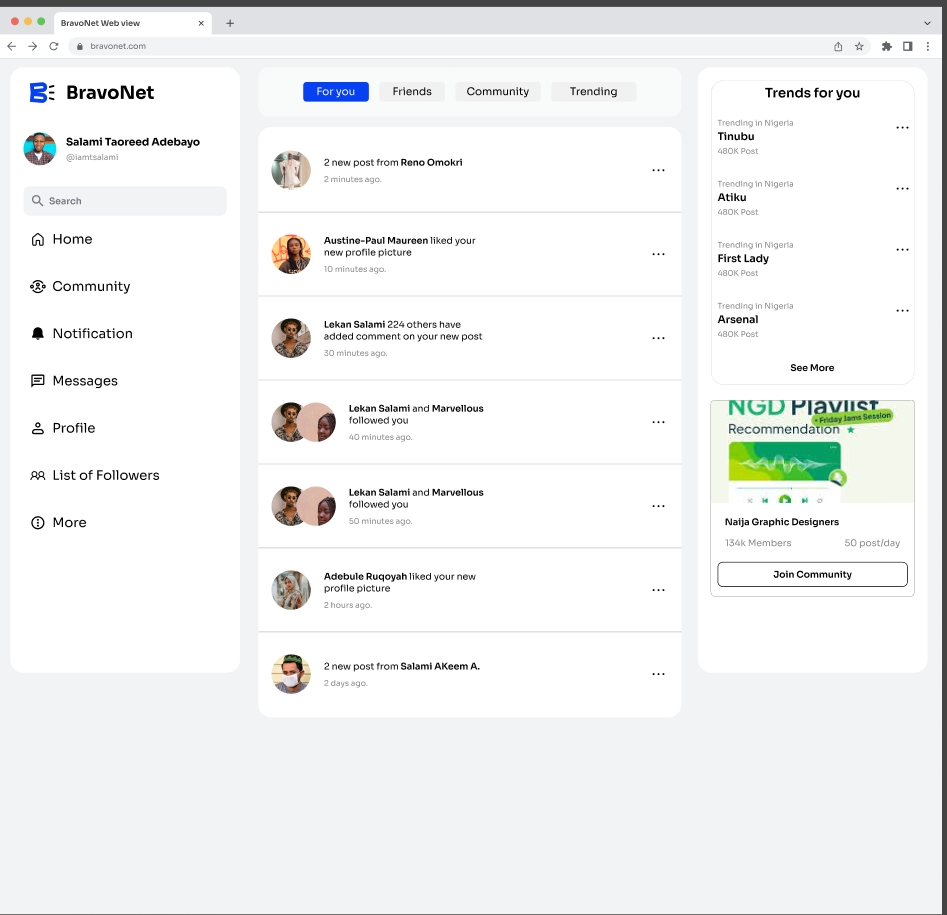 BravoNet Web view
bravonet.com
BravoNet
Salami Taoreed Adebayo
@iamtsalami
Search
Home
Community
Notification
Messages
Profile
List of Followers
More
For you
Friends
Community
Trending
2 new post from Reno Omokri
2 minutes ago.
Austine-Paul Maureen liked your
new profile picture
10 minutes ago.
Lekan Salami 224 others have
added comment on your new post
30 minutes ago.
Lekan Salami and Marvellous
followed you
40 minutes ago.
Lekan Salami and Marvellous
followed you
50 minutes ago.
Adebule Ruqoyah liked your new
profile picture
2 hours ago.
2 new post from Salami AKeem A.
2 days ago.
Trends for you
Trending in Nigeria
Tinubu
480K Post
Trending in Nigeria
Atiku
480K Post
Trending in Nigeria
First Lady
480K Post
Trending in Nigeria
Arsenal
480K Post
See More
NGD Playlist
• Friday Jams Session
Recommendation
Naija Graphic Designers
134k Members
50 post/day
Join Community